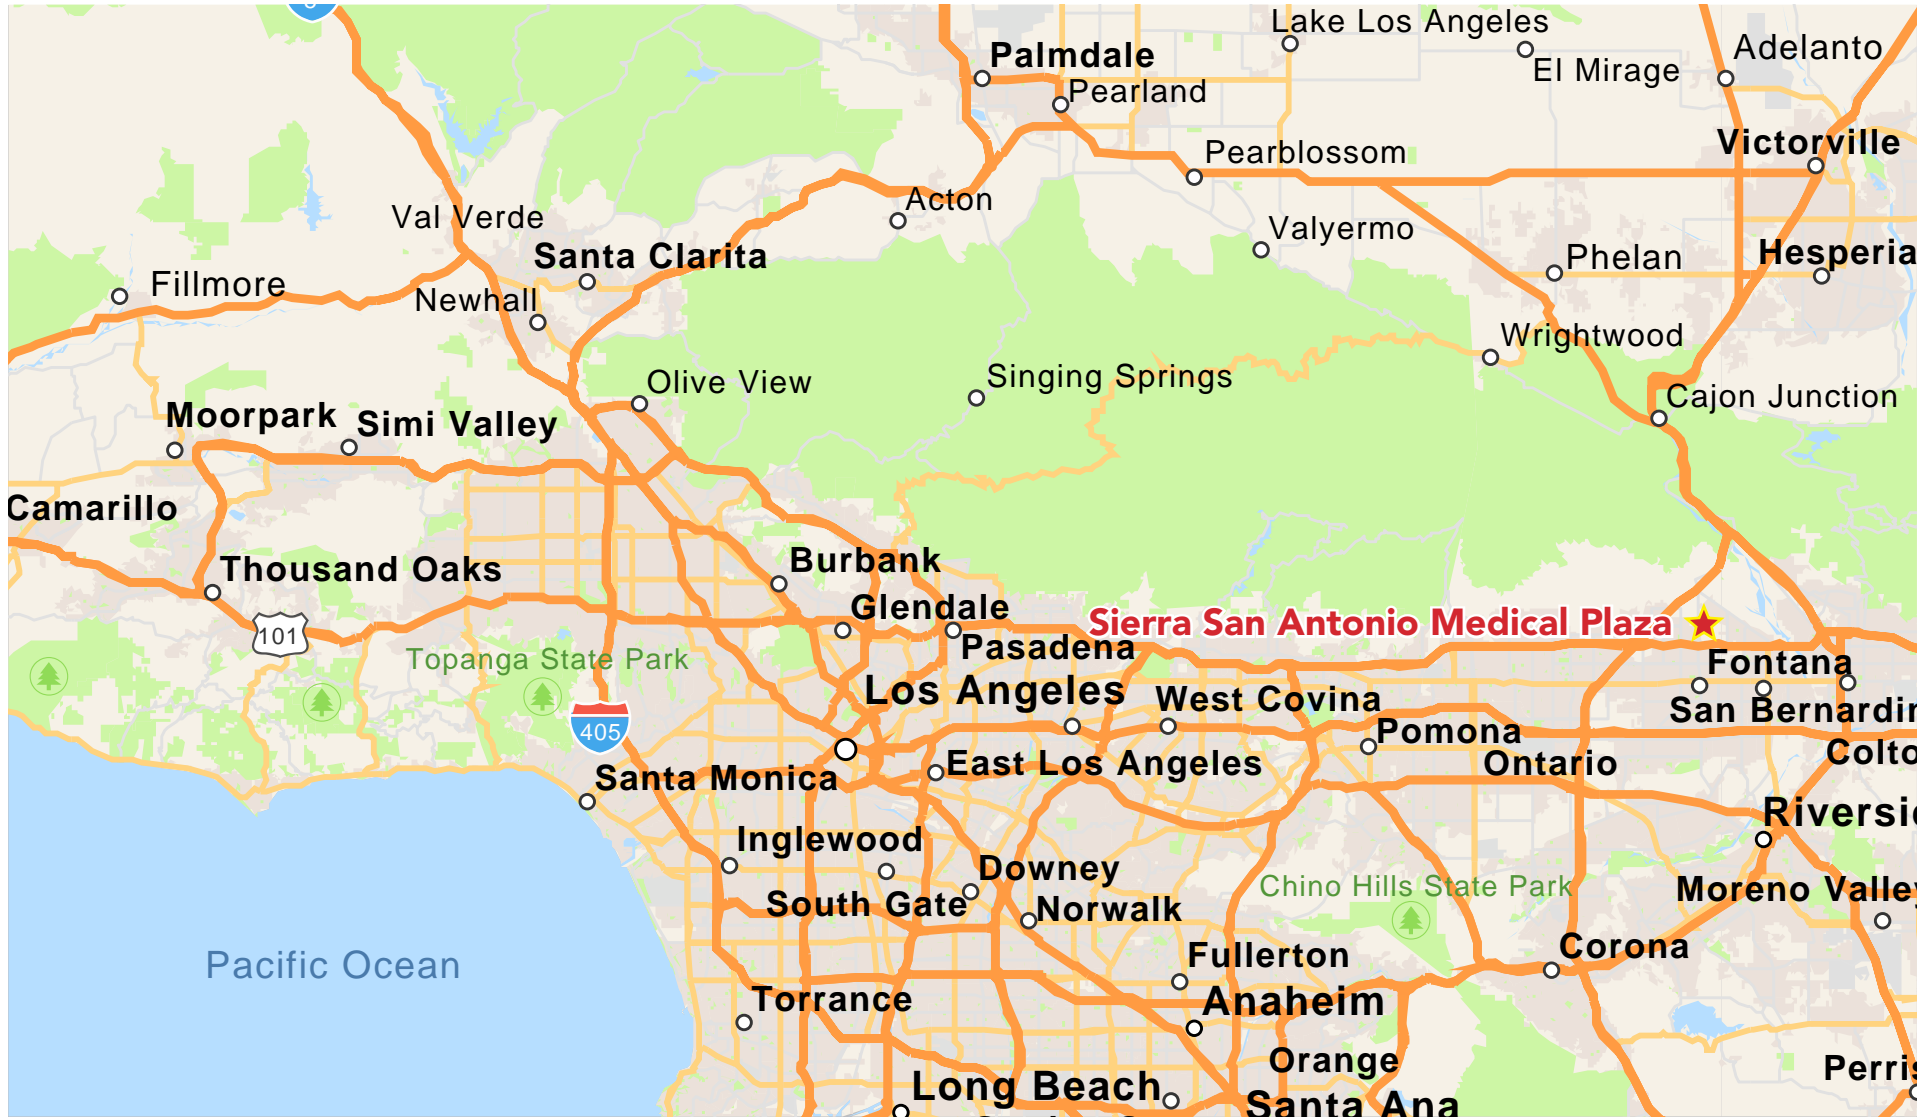 Lake Los Angeles
Palmdale
Adelanto
El Mirage
Pearland
Victorville
Pearblossom
Acton
Val Verde
Valyermo
Santa Clarita
Phelan
Hesperia
Fillmore
Newhall
Wrightwood
Olive View
Singing Springs
Cajon Junction
Moorpark
Simi Valley
Camarillo
Burbank
Thousand Oaks
Glendale
Sierra San Antonio Medical Plaza
101
Pasadena
Topanga State Park
Fontana
Los Angeles
West Covina
San Bernardin
405
Pomona
Colto
East Los Angeles
Ontario
Santa Monica
Riversi
Inglewood
Downey
Chino Hills State Park
Moreno Valley
South Gate
Norwalk
Corona
Fullerton
Pacific Ocean
Torrance
Anaheim
Orange
Perris
Long Beach
Santa Ana